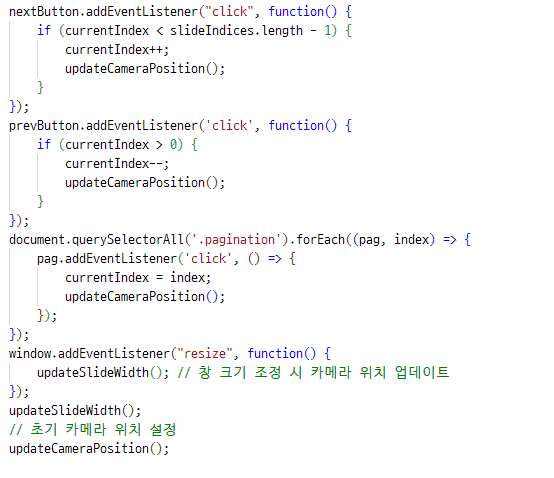 nextButton.addEventListener("click", function() {
    if (currentIndex < slideIndices.length - 1) {
        currentIndex++;
        updateCameraPosition();
    }
});
prevButton.addEventListener('click', function() {
    if (currentIndex > 0) {
        currentIndex--;
        updateCameraPosition();
    }
});
document.querySelectorAll('.pagination').forEach((pag, index) => {
    pag.addEventListener('click', () => {
        currentIndex = index;
        updateCameraPosition();
    });
});
window.addEventListener("resize", function() {
    updateSlideWidth(); // 창 크기 조정 시 카메라 위치 업데이트
});
updateSlideWidth();
// 초기 카메라 위치 설정
updateCameraPosition();